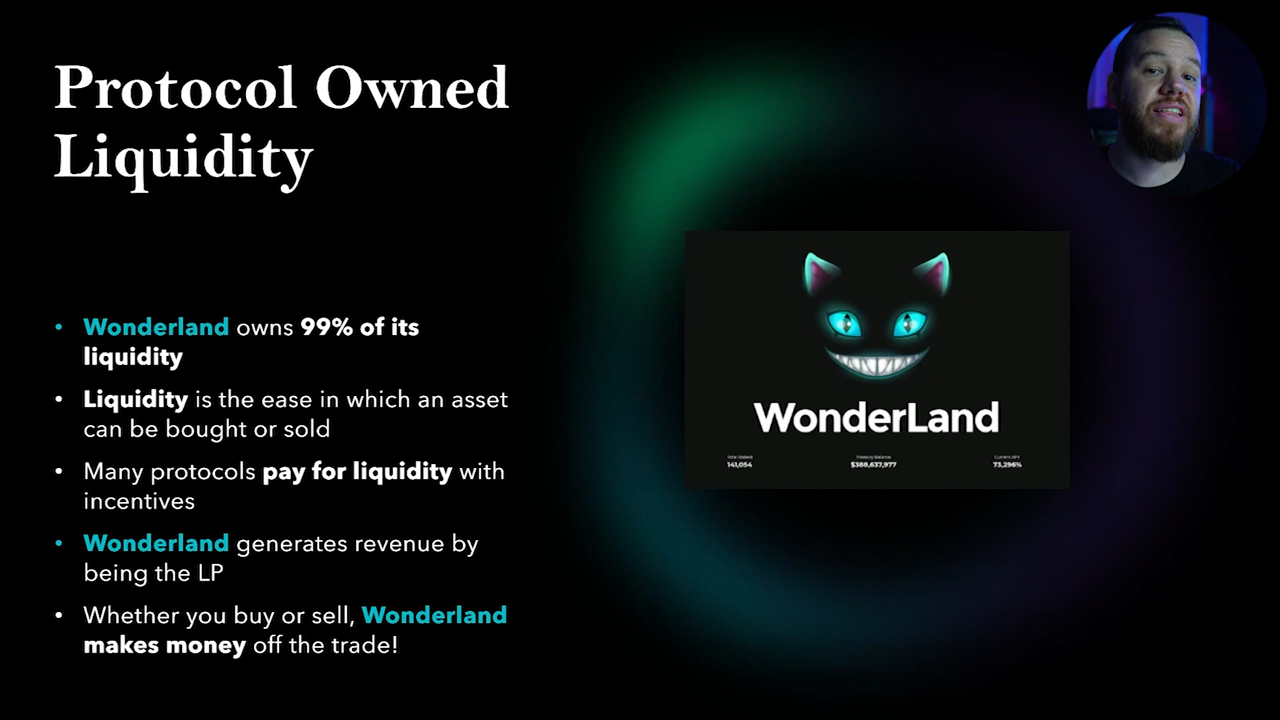 Protocol Owned
Liquidity
• Wonderland owns 99% of its
liquidity
• Liquidity is the ease in which an asset
can be bought or sold
• Many protocols pay for liquidity with
incentives
• Wonderland generates revenue by
being the LP
• Whether you buy or sell, Wonderland
makes money off the trade!
WonderLand
Total Staked Treasury Balance Current APY
141,054 $388,637,977 73,296%